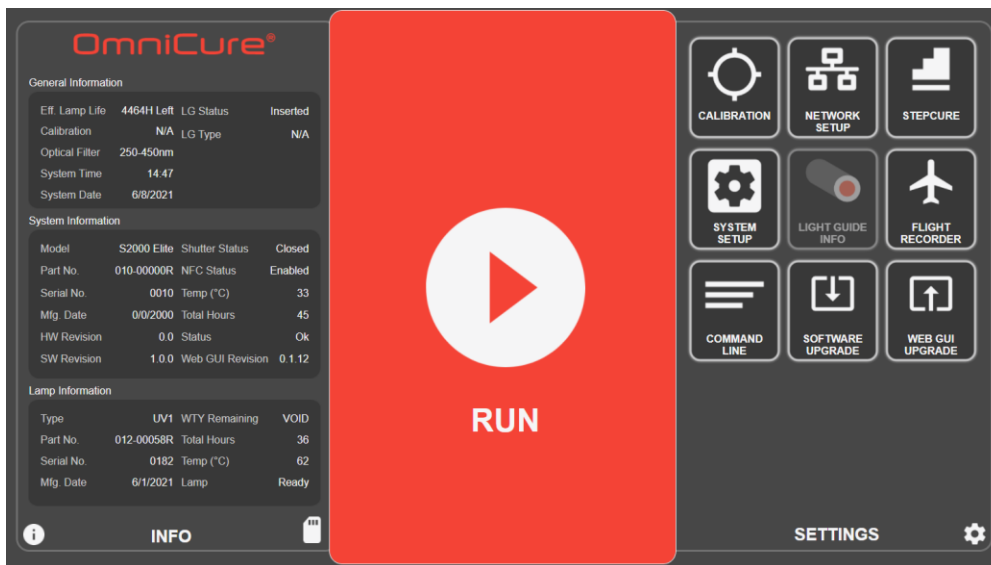 OmniCure®
General Information
Eff. Lamp Life 4464H Left LG Status Inserted
Calibration N/A LG Type N/A
Optical Filter 250-450nm
System Time 14:47
System Date 6/8/2021
System Information
Model S2000 Elite Shutter Status Closed
Part No. 010-00000R NFC Status Enabled
Serial No. 0010 Temp (°C) 33
Mfg. Date 0/0/2000 Total Hours 45
HW Revision 0.0 Status Ok
SW Revision 1.0.0 Web GUI Revision 0.1.12
Lamp Information
Type UV1 WTY Remaining VOID
Part No. 012-00058R Total Hours 36
Serial No. 0182 Temp (°C) 62
Mfg. Date 6/1/2021 Lamp Ready
INFO
RUN
CALIBRATION
NETWORK
SETUP
STEPCURE
SYSTEM
SETUP
LIGHT GUIDE
INFO
FLIGHT
RECORDER
COMMAND
LINE
SOFTWARE
UPGRADE
WEB GUI
UPGRADE
SETTINGS